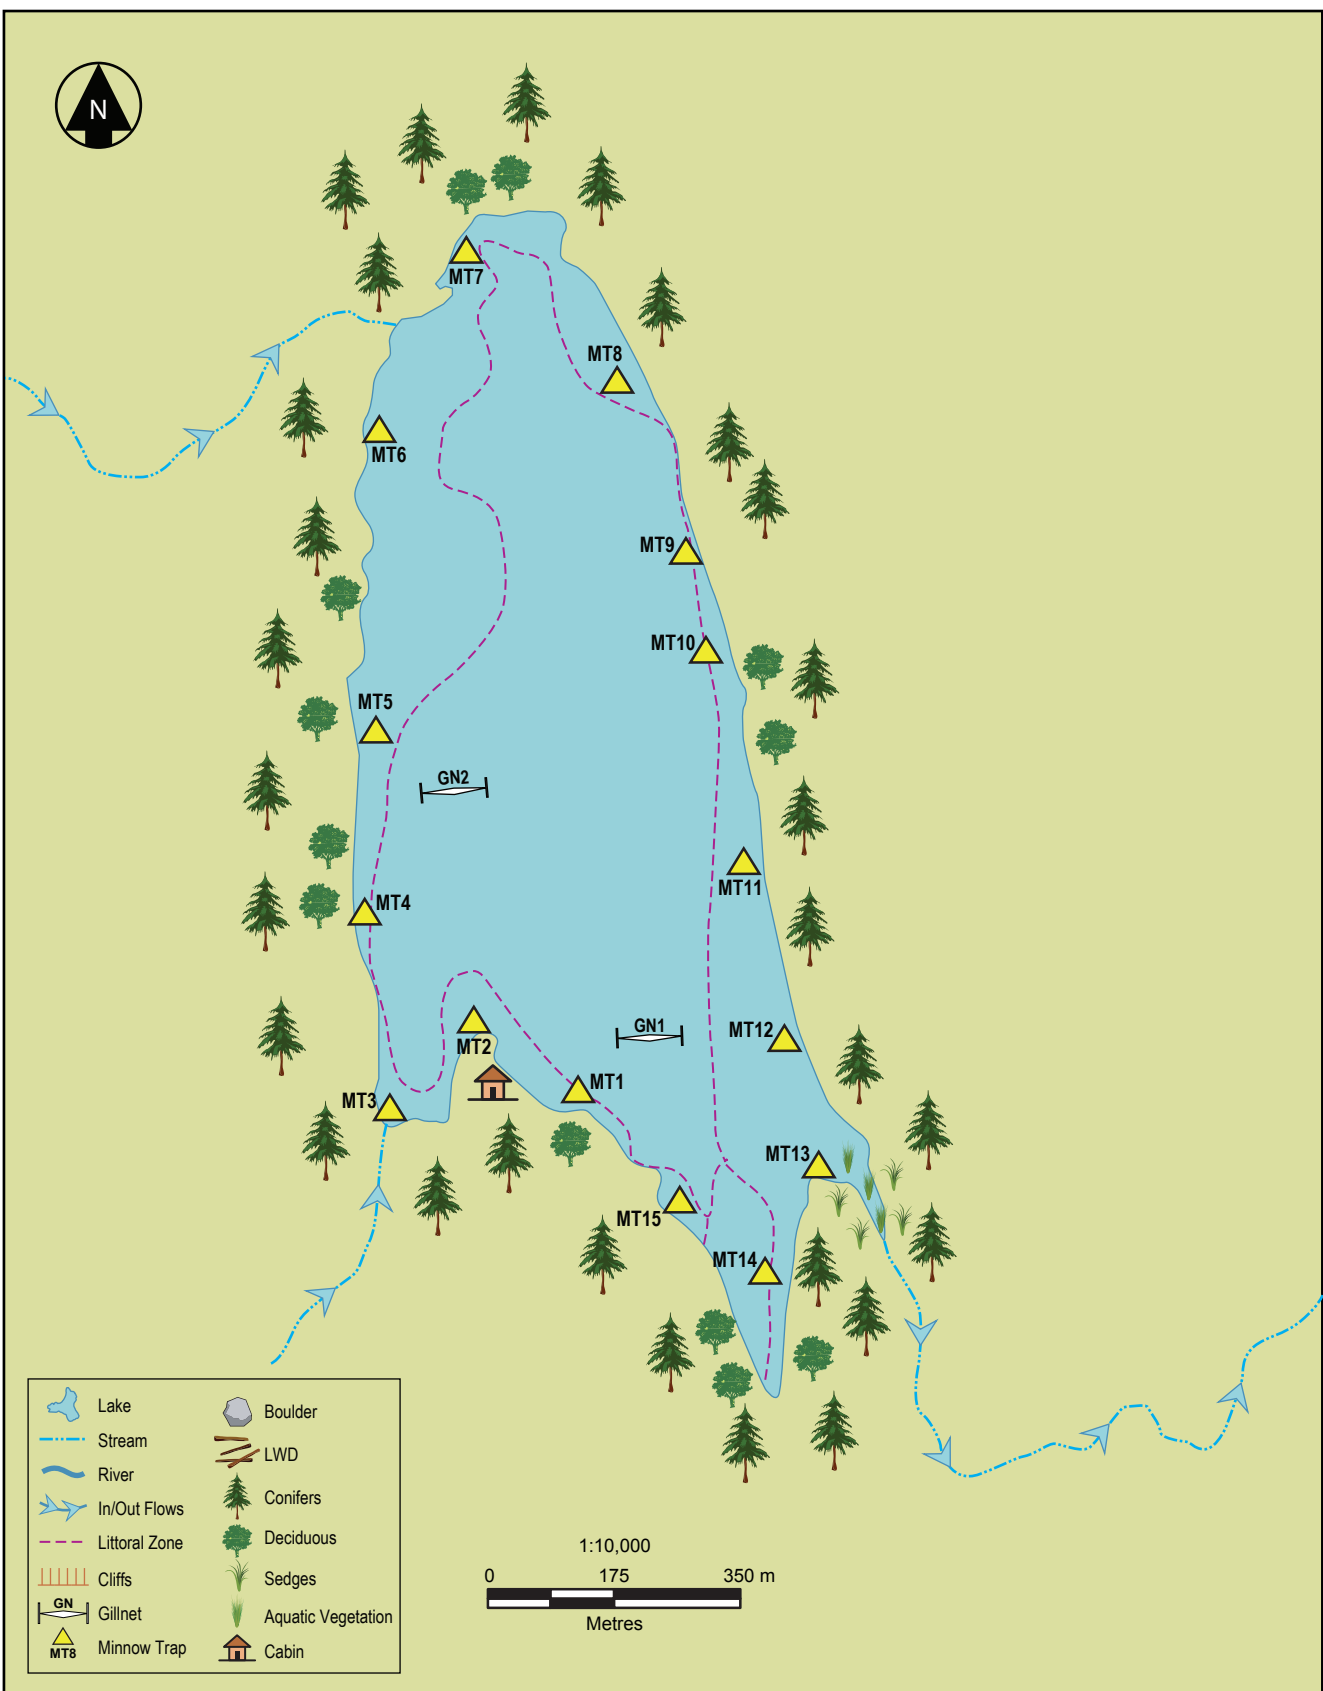 N
MT7
MT8
MT6
MT9
MT10
MT5
GN2
MT11
MT4
GN1
MT12
MT2
MT1
MT3
MT13
MT15
MT14
Lake
Stream
River
In/Out Flows
Littoral Zone
Cliffs
GN
Gillnet
MT8
Minnow Trap
Boulder
LWD
Conifers
Deciduous
Sedges
Aquatic Vegetation
Cabin
1:10,000
0 175 350 m
Metres